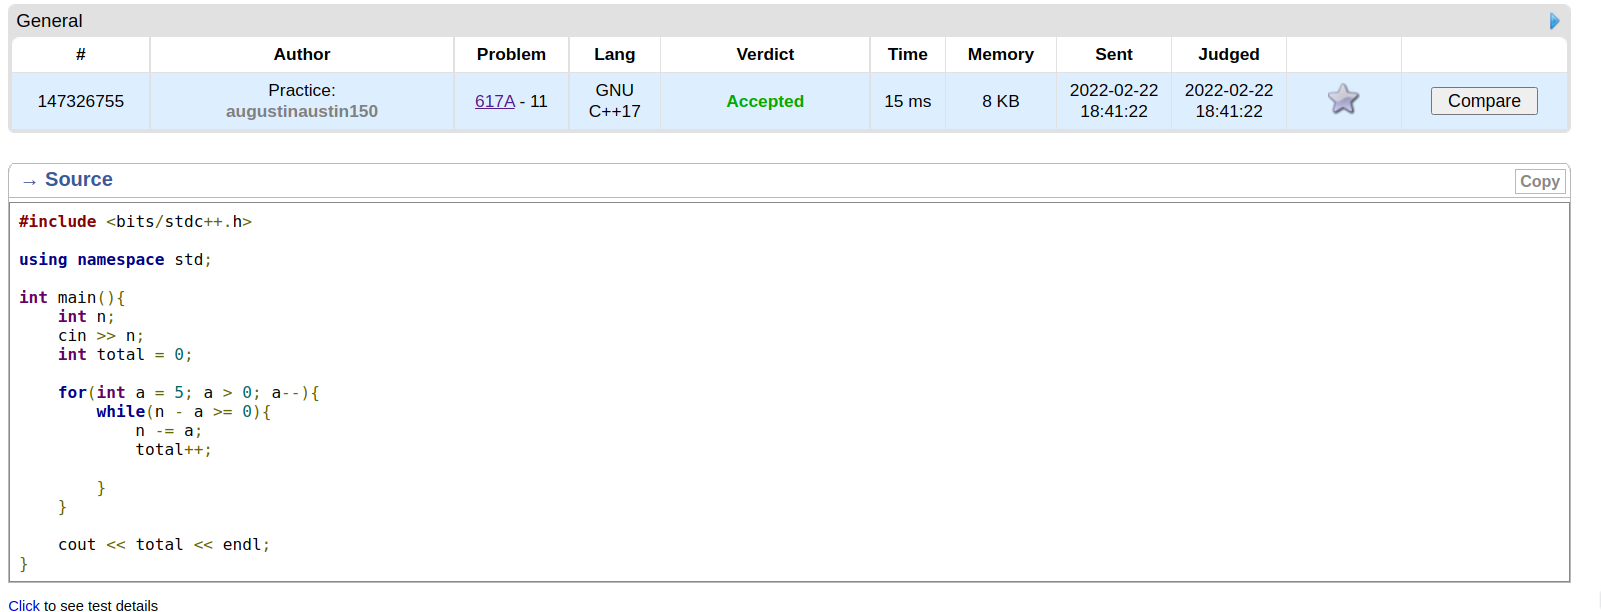 General
# Author Problem Lang Verdict Time Memory Sent Judged
147326755 Practice: augustinaustin150 617A - 11 GNU C++17 Accepted 15 ms 8 KB 2022-02-22 18:41:22 2022-02-22 18:41:22 Compare
→ Source Copy
#include <bits/stdc++.h>
using namespace std;
int main(){
int n;
cin >> n;
int total = 0;
for(int a = 5; a > 0; a--){
while(n - a >= 0){
n -= a;
total++;
}
}
cout << total << endl;
}
Click to see test details